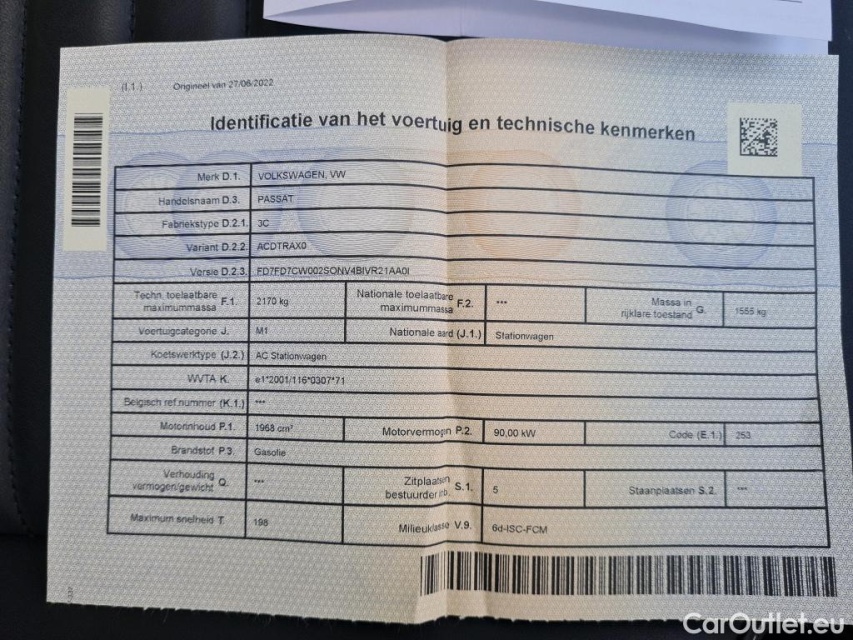 (I.1.) Origineel van 27/06/2022
Identificatie van het voertuig en technische kenmerken
Merk D.1. VOLKSWAGEN, VW
Handelsnaam D.3. PASSAT
Fabriekstype D.2.1. 3C
Variant D.2.2. ACDTRAX0
Versie D.2.3. FD7FD7CW002SONV4BIVR21AA0I
Techn. toelaatbare maximummassa F.1. 2170 kg Nationale toelaatbare maximummassa F.2. *** Massa in rijklare toestand G. 1555 kg
Voertuigcategorie J. M1 Nationale aard (J.1.) Stationwagen
Koetswerktype (J.2.) AC Stationwagen
WVTA K. e1*2001/116*0307*71
Belgisch ref.nummer (K.1.) ***
Motorinhoud P.1. 1968 cm³ Motorvermogin P.2. 90,00 kW Code (E.1.) 253
Brandstof P.3. Gasolie
Verhouding vermogen/gewicht Q. *** Zitplaatsen bestuurder inb. S.1. 5 Staanplaatsen S.2. ***
Maximum snelheid T. 198 Milieuklasse V.9. 6d-ISC-FCM
CarOutlet.eu